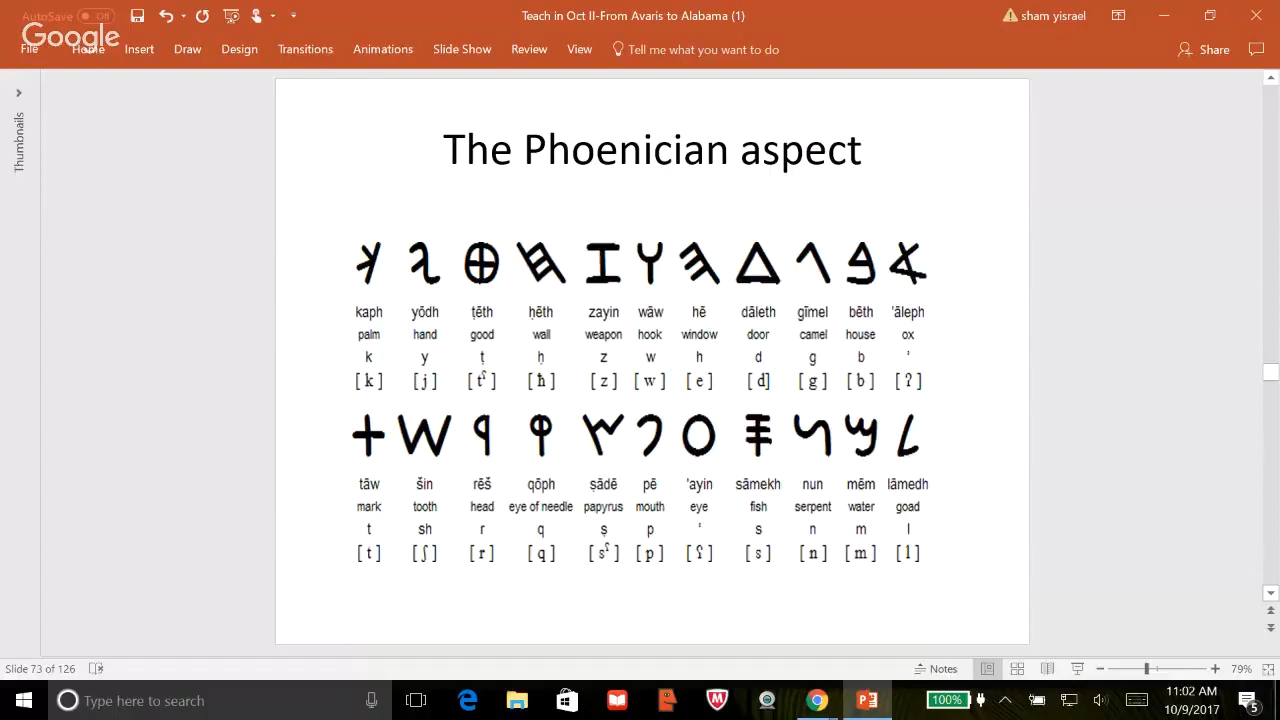 AutoSave Off
Teach in Oct II-From Avaris to Alabama (1)
sham yisrael
Google
File Home Insert Draw Design Transitions Animations Slide Show Review View Tell me what you want to do Share
Thumbnails
The Phoenician aspect
𐤀 𐤁 𐤂 𐤃 𐤄 𐤅 𐤆 𐤇 𐤈 𐤉 𐤊
kaph yōdh ṭēth ḥēth zayin wāw hē dāleth gīmel bēth 'āleph
palm hand good wall weapon hook window door camel house ox
k y ṭ ḥ z w h d g b '
[ k ] [ j ] [ tˤ ] [ ħ ] [ z ] [ w ] [ e ] [ d] [ g ] [ b ] [ ʔ ]
𐤋 𐤌 𐤍 𐤎 𐤏 𐤐 𐤑 𐤒 𐤓 𐤔 𐤕
tāw šin rēš qōph ṣādē pē 'ayin sāmekh nun mēm lāmedh
mark tooth head eye of needle papyrus mouth eye fish serpent water goad
t sh r q ṣ p ' s n m l
[ t ] [ ʃ ] [ r ] [ q ] [ sˤ ] [ p ] [ ʕ ] [ s ] [ n ] [ m ] [ l ]
Slide 73 of 126
Notes
79%
Type here to search
100%
11:02 AM
10/9/2017
5